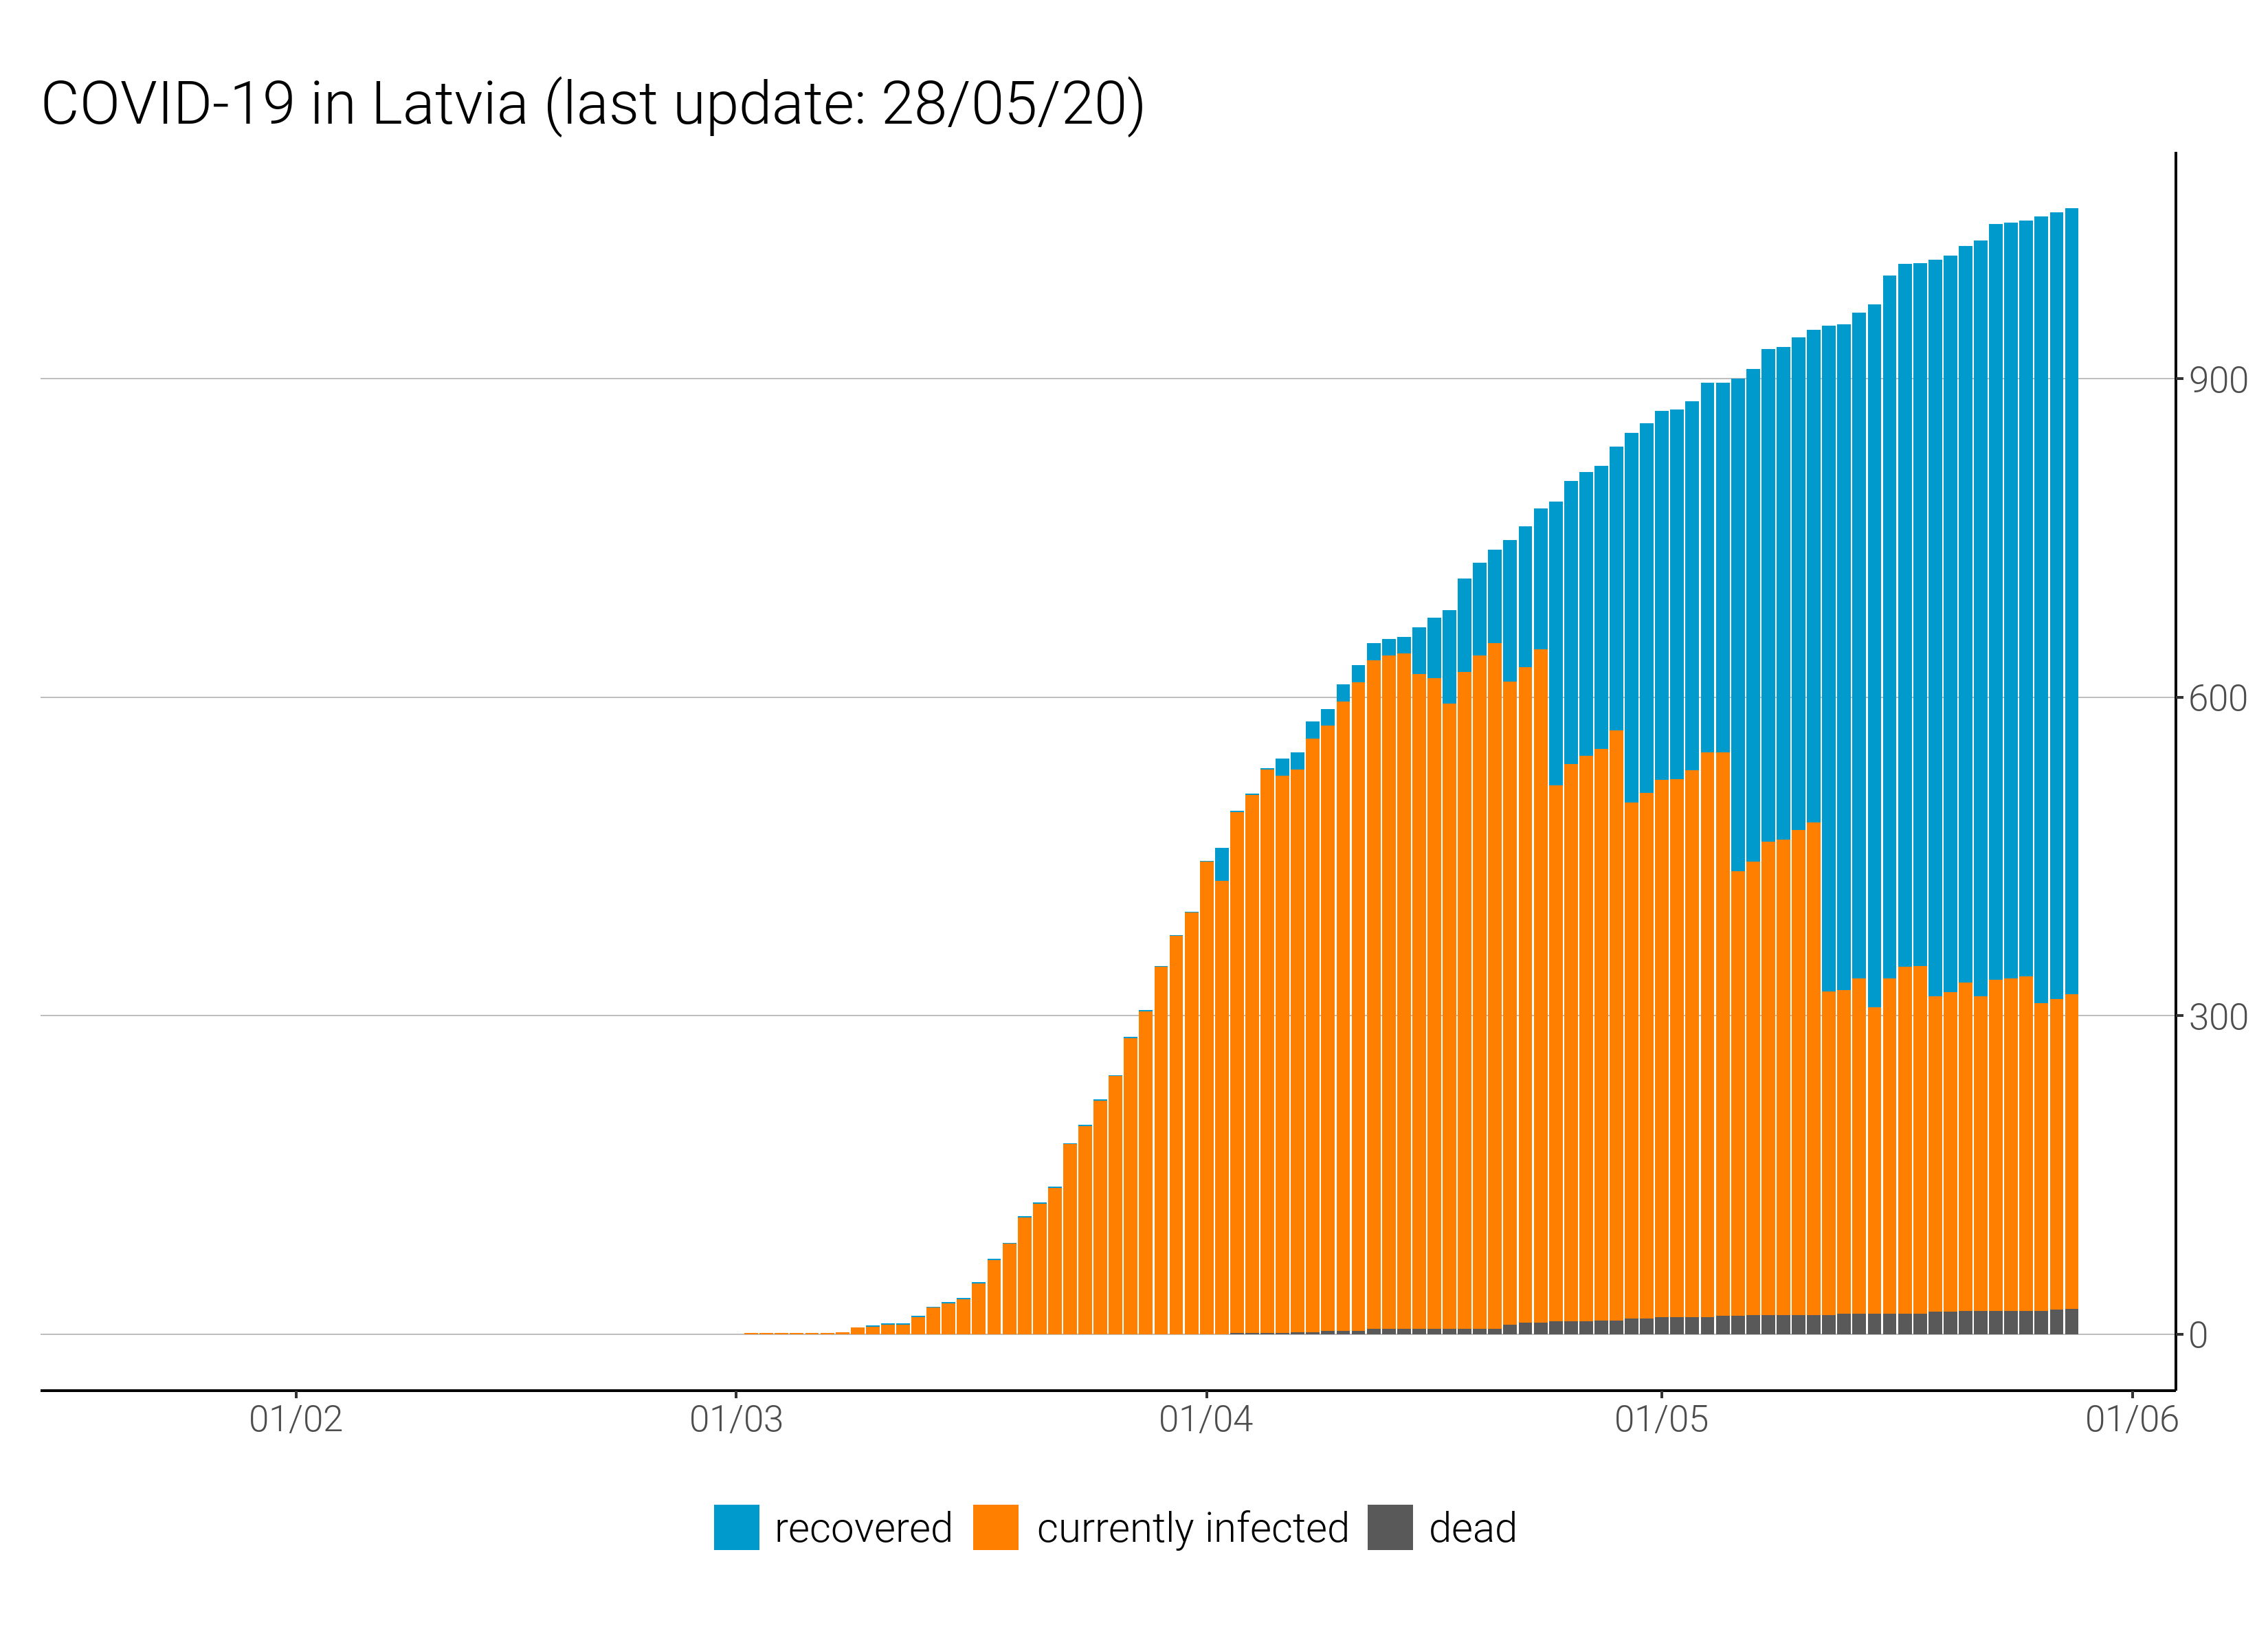 COVID-19 in Latvia (last update: 28/05/20)
900
600
300
0
01/02 01/03 01/04 01/05 01/06
recovered currently infected dead